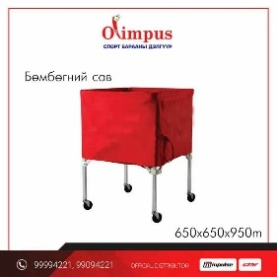 Olimpus
СПОРТ БАРААНЫ ДЭЛГҮҮР
Бөмбөгний сав
650x650x950m
99994221, 99094221
OFFICIAL DISTRIBUTOR